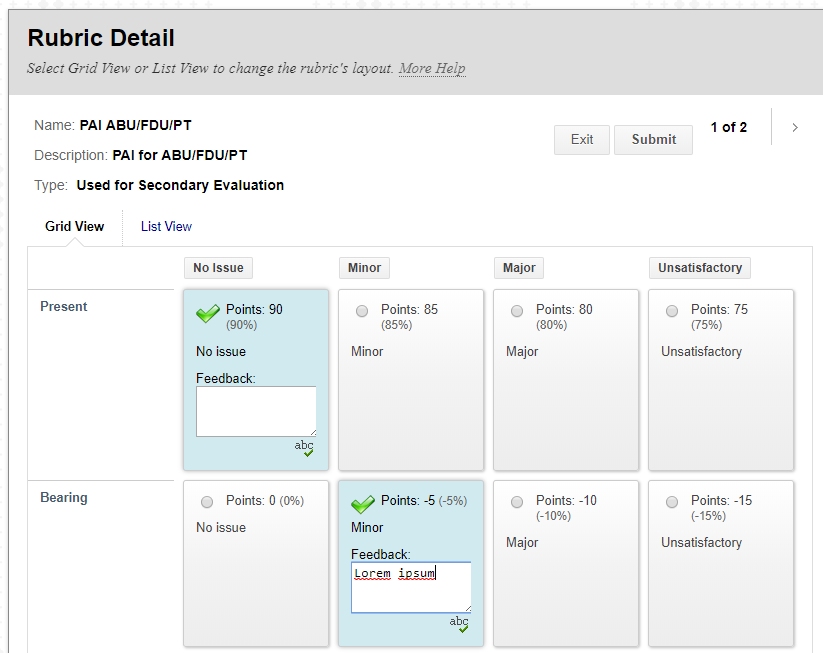 Rubric Detail
Select Grid View or List View to change the rubric's layout. More Help
Name: PAI ABU/FDU/PT
Exit Submit 1 of 2
Description: PAI for ABU/FDU/PT
Type: Used for Secondary Evaluation
Grid View List View
No Issue Minor Major Unsatisfactory
Present
Points: 90 Points: 85 Points: 80 Points: 75
(90%) (85%) (80%) (75%)
No issue Minor Major Unsatisfactory
Feedback:
abc
Bearing
Points: 0 (0%) Points: -5 (-5%) Points: -10 Points: -15
(-10%) (-15%)
No issue Minor Major Unsatisfactory
Feedback:
Lorem ipsum
abc